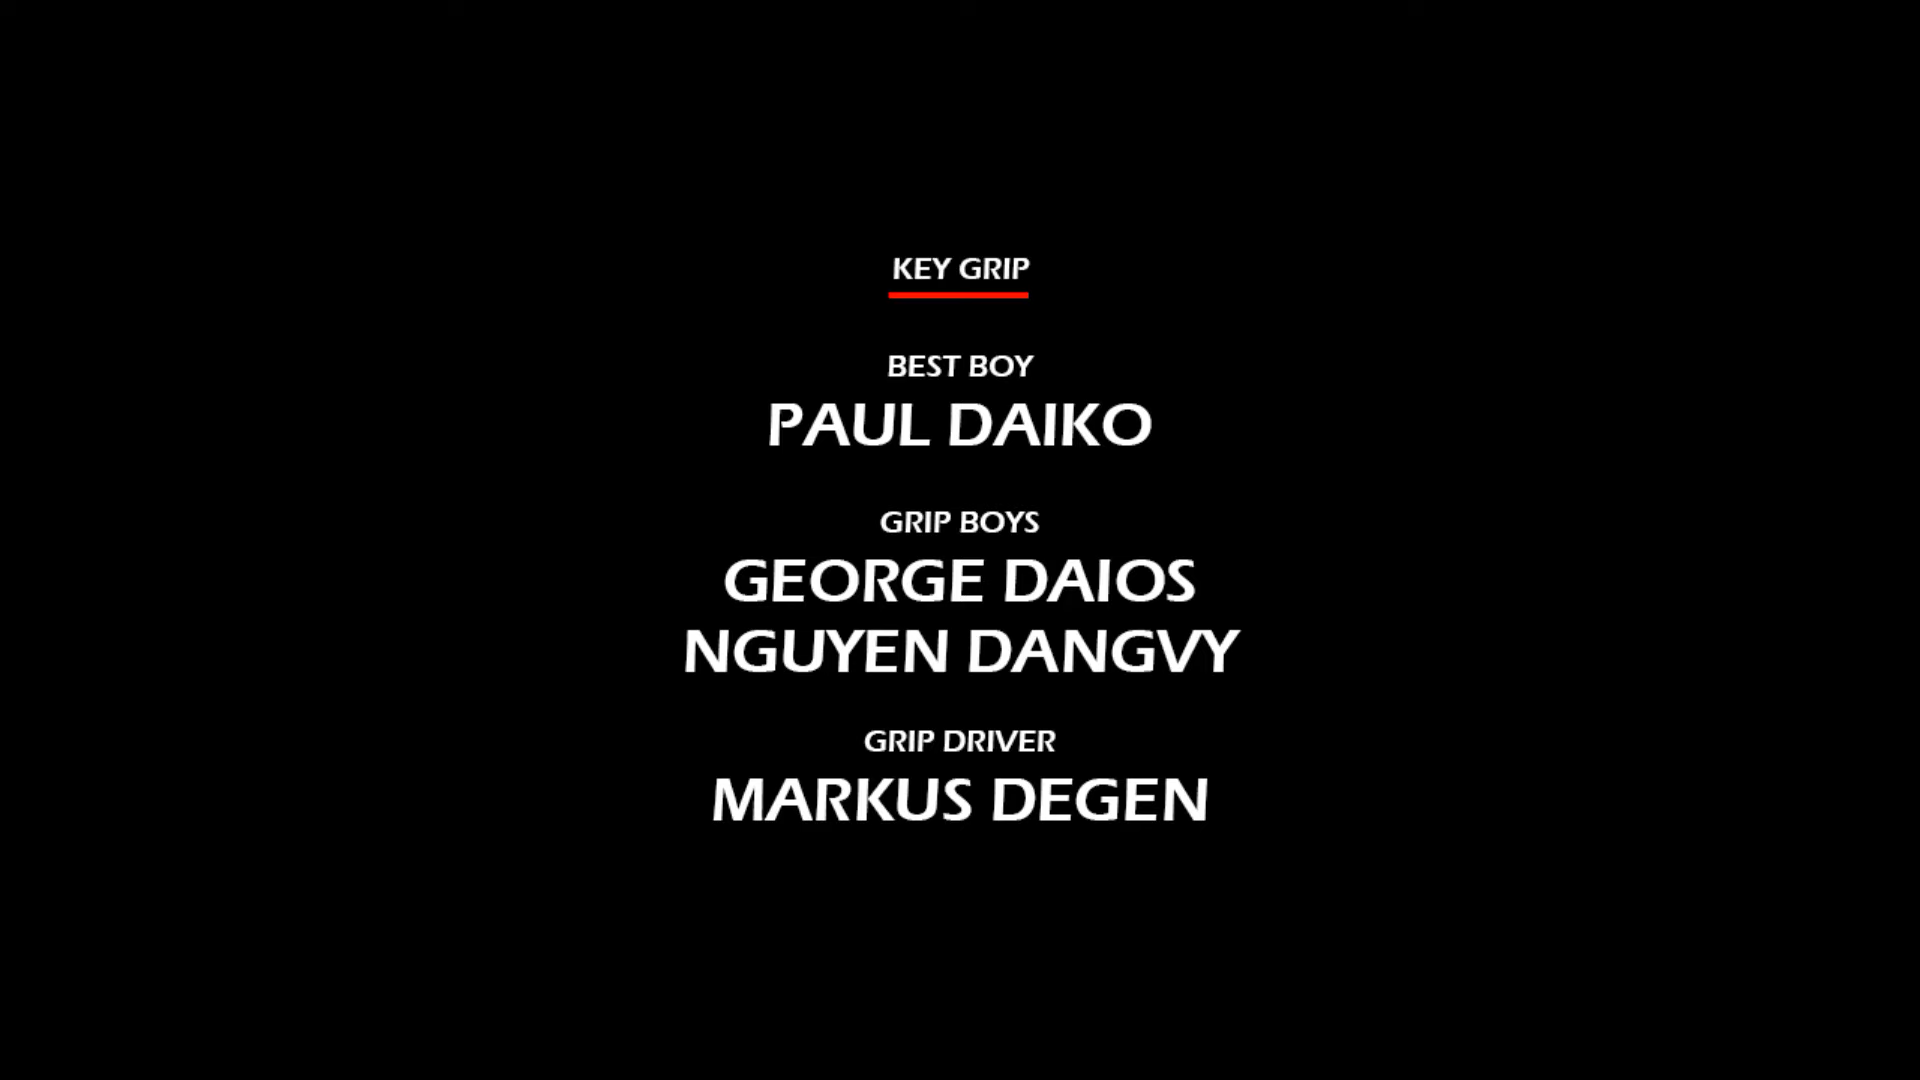 KEY GRIP
BEST BOY
PAUL DAIKO
GRIP BOYS
GEORGE DAIOS
NGUYEN DANGVY
GRIP DRIVER
MARKUS DEGEN